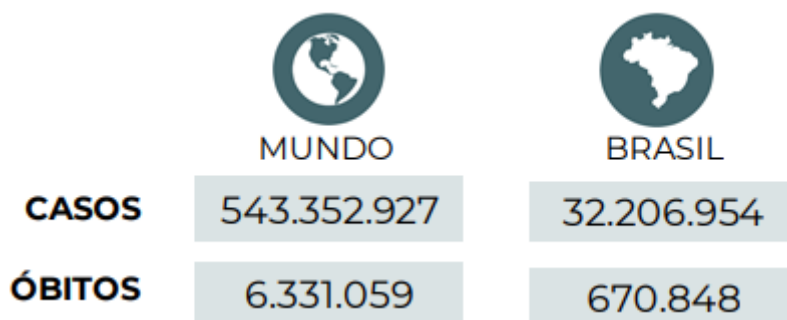 MUNDO BRASIL
CASOS 543.352.927 32.206.954
ÓBITOS 6.331.059 670.848